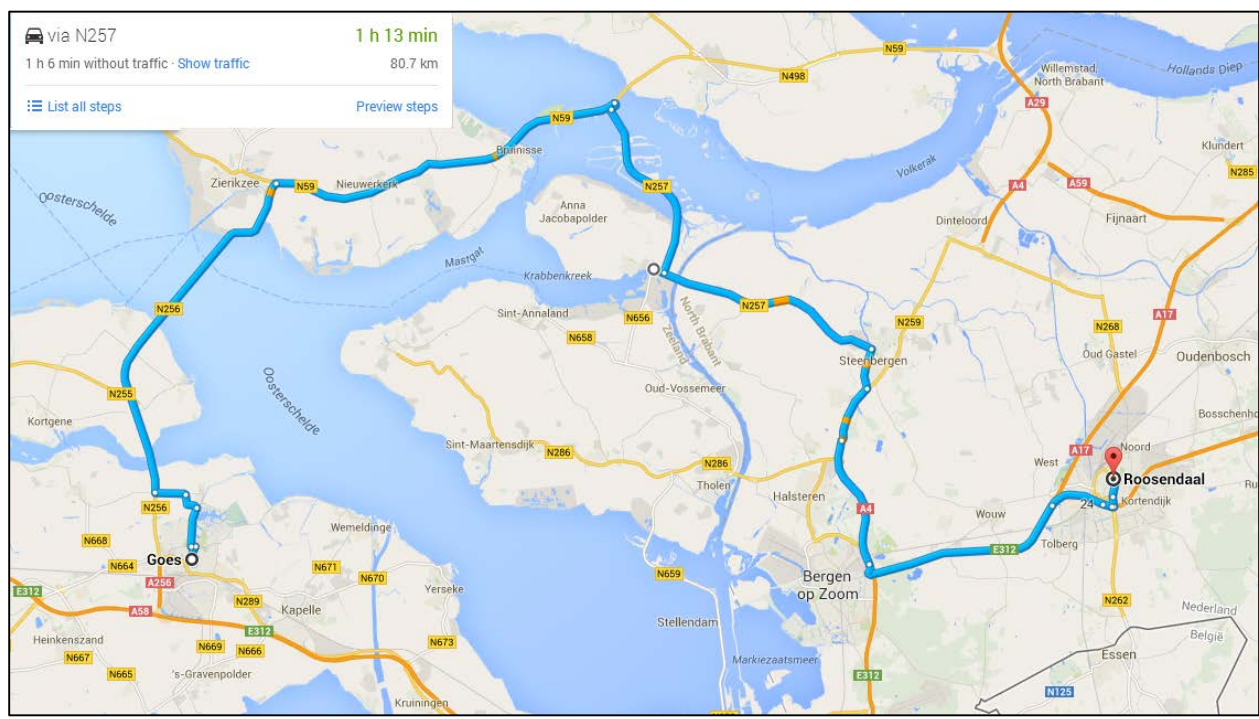 via N257
1 h 13 min
1 h 6 min without traffic · Show traffic
80.7 km
List all steps
Preview steps
N59
N498
Willemstad,
North Brabant
Hollands Diep
A29
Klundert
N59
Bruinisse
Volkerak
N285
A59
A4
Zierikzee
N59
Nieuwerkerk
N257
Oosterschelde
Anna
Jacobapolder
Dinteloord
Fijnaart
Mastgat
Krabbenkreek
N256
Sint-Annaland
N656
N257
North Brabant
Zeeland
N259
A17
N658
N268
Steenbergen
Oud Gastel
Oudenbosch
Oosterschelde
N255
Oud-Vossemeer
Kortgene
Bosschenho
Sint-Maartensdijk
N286
N286
A17
Noord
West
Roosendaal
Tholen
Halsteren
24
Kortendijk
Ru
N256
A4
Wouw
Wemeldinge
Tolberg
N668
E312
Goes
N664
N671
N659
Bergen
op Zoom
A256
N670
E312
Yerseke
N289
N262
A58
Kapelle
Nederland
E312
Stellendam
België
Heinkenszand
N669
N666
N673
N667
Essen
Markiezaatsmeer
N665
's-Gravenpolder
E312
N125
Kruiningen